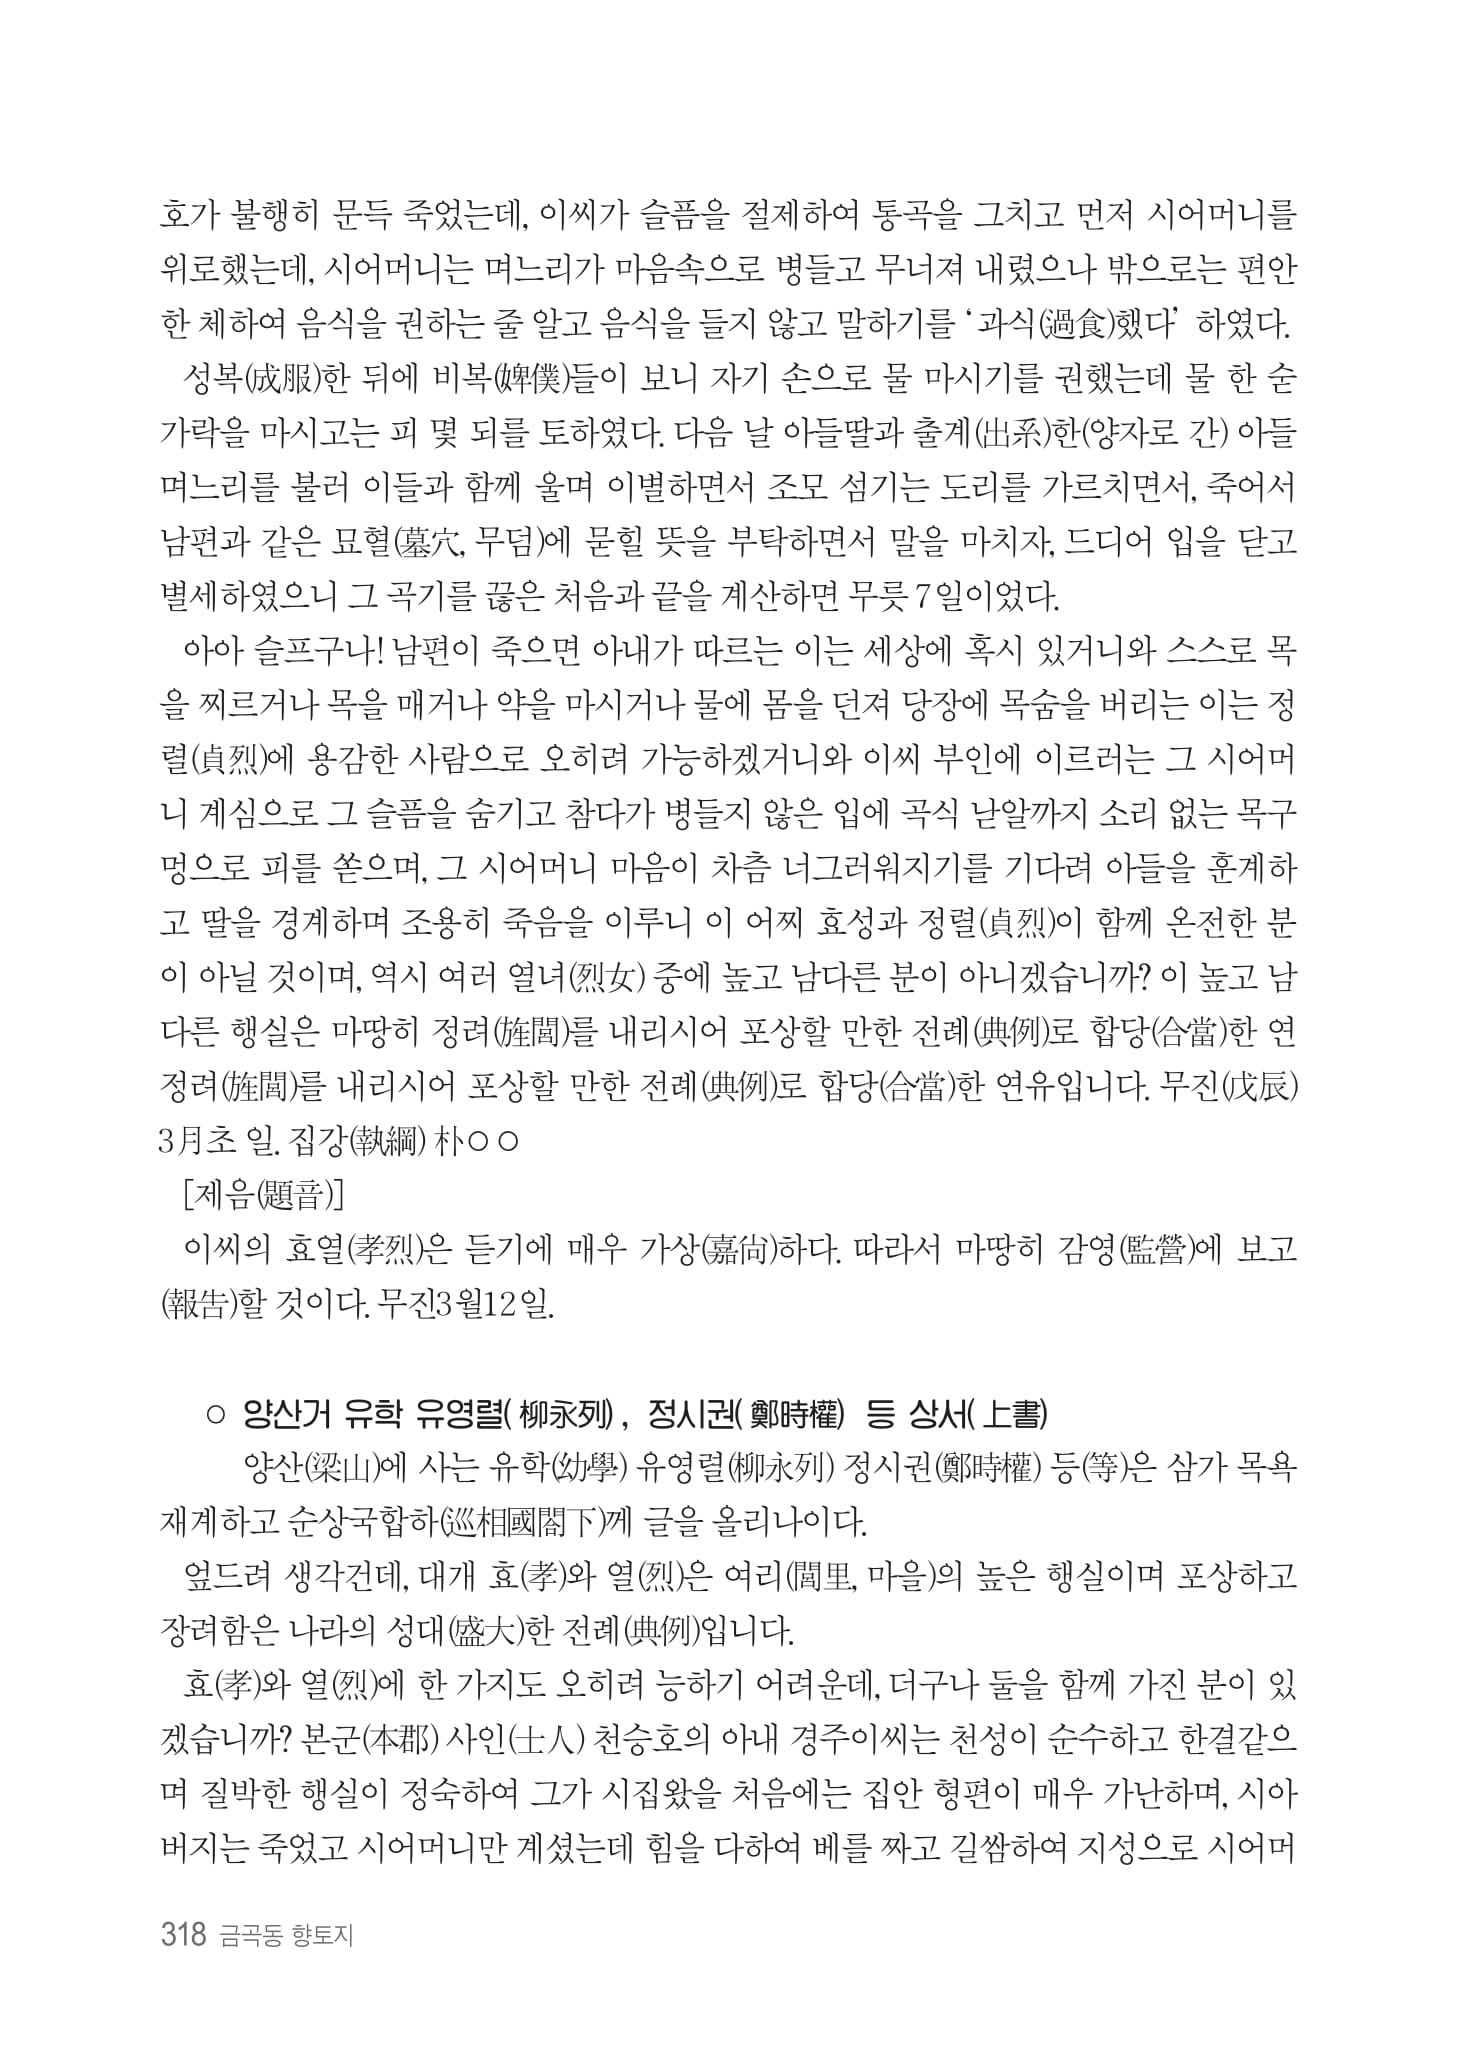 호가 불행히 문득 죽었는데, 이씨가 슬픔을 절제하여 통곡을 그치고 먼저 시어머니를
위로했는데, 시어머니는 며느리가 마음속으로 병들고 무너져 내렸으나 밖으로는 편안
한 체하여 음식을 권하는 줄 알고 음식을 들지 않고 말하기를 ‘과식(過食)했다’ 하였다.
성복(成服)한 뒤에 비복(婢僕)들이 보니 자기 손으로 물 마시기를 권했는데 물 한 숟
가락을 마시고는 피 몇 되를 토하였다. 다음 날 아들딸과 출계(出系)한(양자로 간) 아들
며느리를 불러 이들과 함께 울며 이별하면서 조모 섬기는 도리를 가르치면서, 죽어서
남편과 같은 묘혈(墓穴, 무덤)에 묻힐 뜻을 부탁하면서 말을 마치자, 드디어 입을 닫고
별세하였으니 그 곡기를 끊은 처음과 끝을 계산하면 무릇 7일이었다.
아아 슬프구나! 남편이 죽으면 아내가 따르는 이는 세상에 혹시 있거니와 스스로 목
을 찌르거나 목을 매거나 약을 마시거나 물에 몸을 던져 당장에 목숨을 버리는 이는 정
렬(貞烈)에 용감한 사람으로 오히려 가능하겠거니와 이씨 부인에 이르러는 그 시어머
니 계심으로 그 슬픔을 숨기고 참다가 병들지 않은 입에 곡식 낟알까지 소리 없는 목구
멍으로 피를 쏟으며, 그 시어머니 마음이 차츰 너그러워지기를 기다려 아들을 훈계하
고 딸을 경계하며 조용히 죽음을 이루니 이 어찌 효성과 정렬(貞烈)이 함께 온전한 분
이 아닐 것이며, 역시 여러 열녀(烈女) 중에 높고 남다른 분이 아니겠습니까? 이 높고 남
다른 행실은 마땅히 정려(旌閭)를 내리시어 포상할 만한 전례(典例)로 합당(合當)한 연
정려(旌閭)를 내리시어 포상할 만한 전례(典例)로 합당(合當)한 연유입니다. 무진(戊辰)
3月초 일. 집강(執綱) 朴○○
[제음(題音)]
이씨의 효열(孝烈)은 듣기에 매우 가상(嘉尙)하다. 따라서 마땅히 감영(監營)에 보고
(報告)할 것이다. 무진3월12일.
○ 양산거 유학 유영렬(柳永列), 정시권(鄭時權) 등 상서(上書)
양산(梁山)에 사는 유학(幼學) 유영렬(柳永列) 정시권(鄭時權) 등(等)은 삼가 목욕
재계하고 순상국합하(巡相國閤下)께 글을 올리나이다.
엎드려 생각건데, 대개 효(孝)와 열(烈)은 여리(閭里, 마을)의 높은 행실이며 포상하고
장려함은 나라의 성대(盛大)한 전례(典例)입니다.
효(孝)와 열(烈)에 한 가지도 오히려 능하기 어려운데, 더구나 둘을 함께 가진 분이 있
겠습니까? 본군(本郡) 사인(士人) 천승호의 아내 경주이씨는 천성이 순수하고 한결같으
며 질박한 행실이 정숙하여 그가 시집왔을 처음에는 집안 형편이 매우 가난하며, 시아
버지는 죽었고 시어머니만 계셨는데 힘을 다하여 베를 짜고 길쌈하여 지성으로 시어머
318 금곡동 향토지